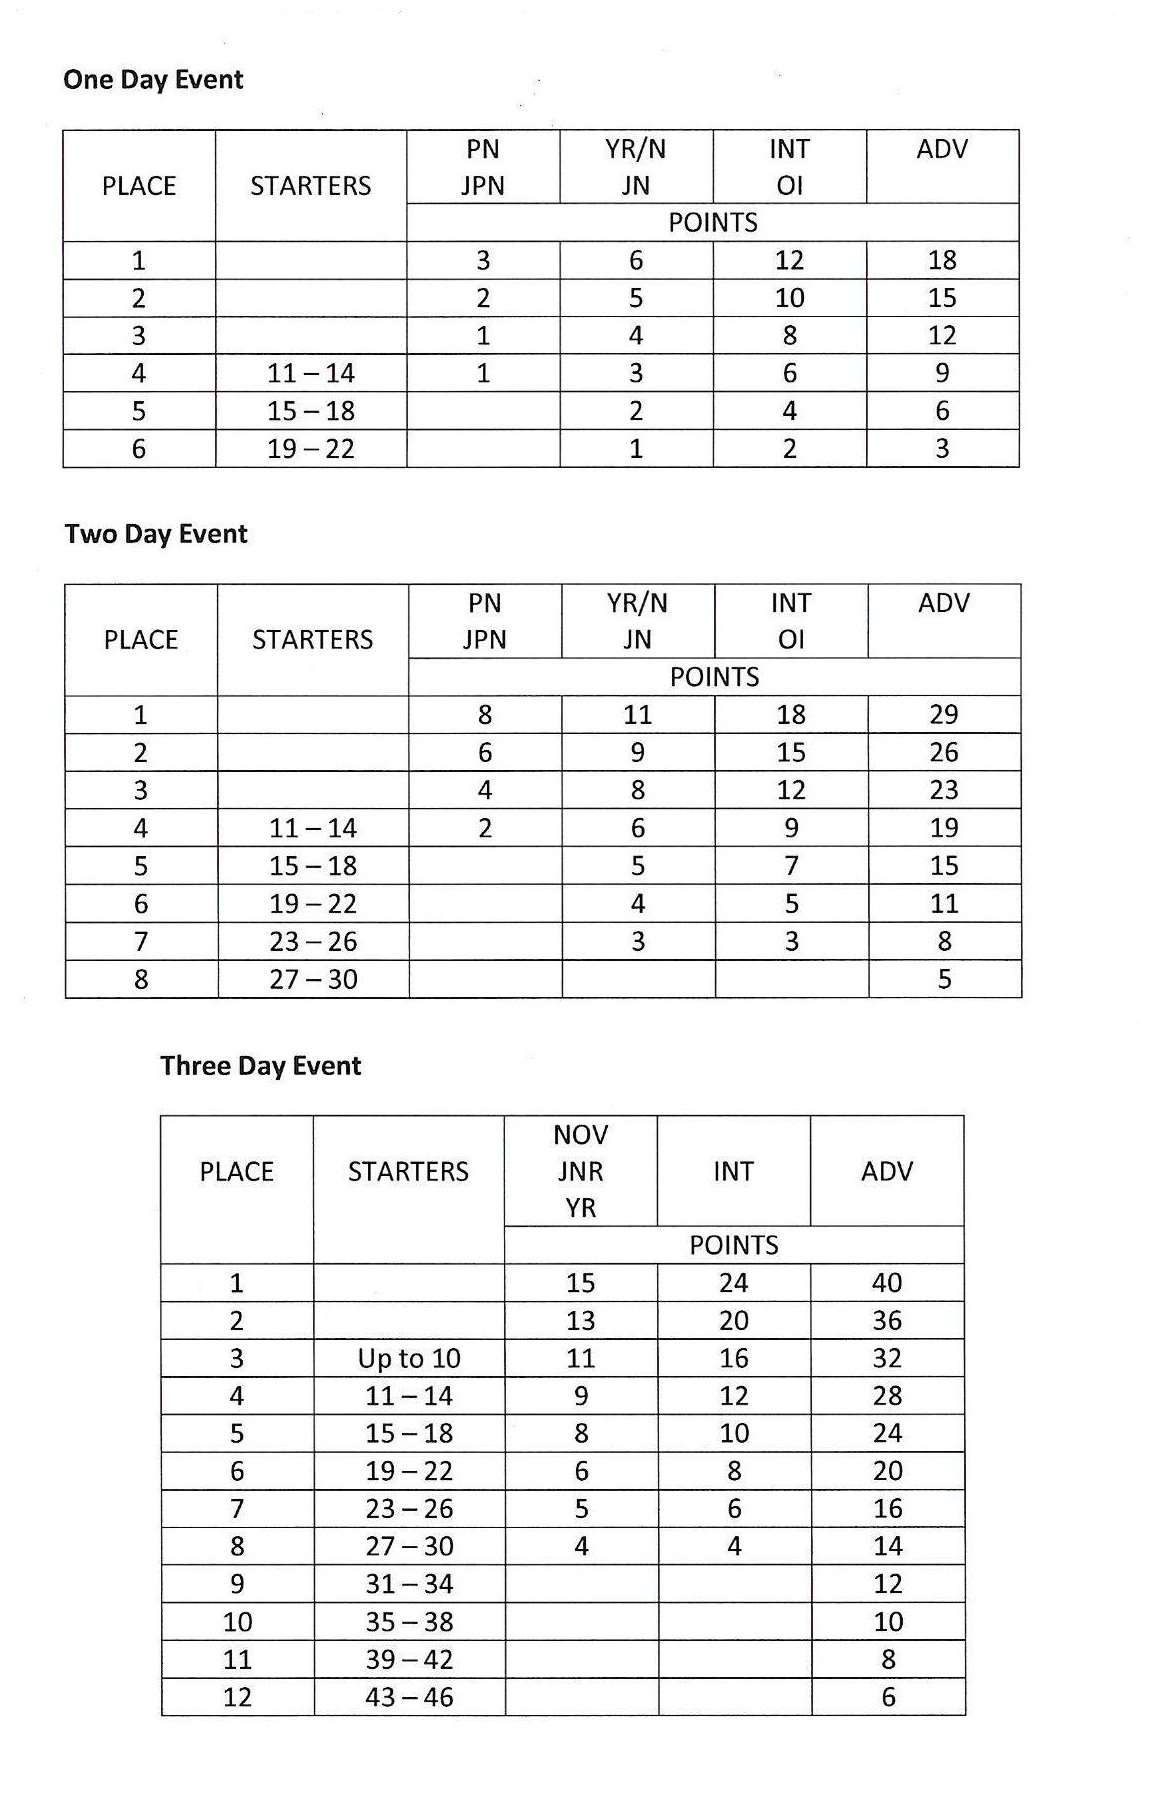 One Day Event
PLACE STARTERS PN JPN YR/N JN INT OI ADV
POINTS
1 3 6 12 18
2 2 5 10 15
3 1 4 8 12
4 11 – 14 1 3 6 9
5 15 – 18 2 4 6
6 19 – 22 1 2 3
Two Day Event
PLACE STARTERS PN JPN YR/N JN INT OI ADV
POINTS
1 8 11 18 29
2 6 9 15 26
3 4 8 12 23
4 11 – 14 2 6 9 19
5 15 – 18 5 7 15
6 19 – 22 4 5 11
7 23 – 26 3 3 8
8 27 – 30 5
Three Day Event
PLACE STARTERS NOV JNR YR INT ADV
POINTS
1 15 24 40
2 13 20 36
3 Up to 10 11 16 32
4 11 – 14 9 12 28
5 15 – 18 8 10 24
6 19 – 22 6 8 20
7 23 – 26 5 6 16
8 27 – 30 4 4 14
9 31 – 34 12
10 35 – 38 10
11 39 – 42 8
12 43 – 46 6